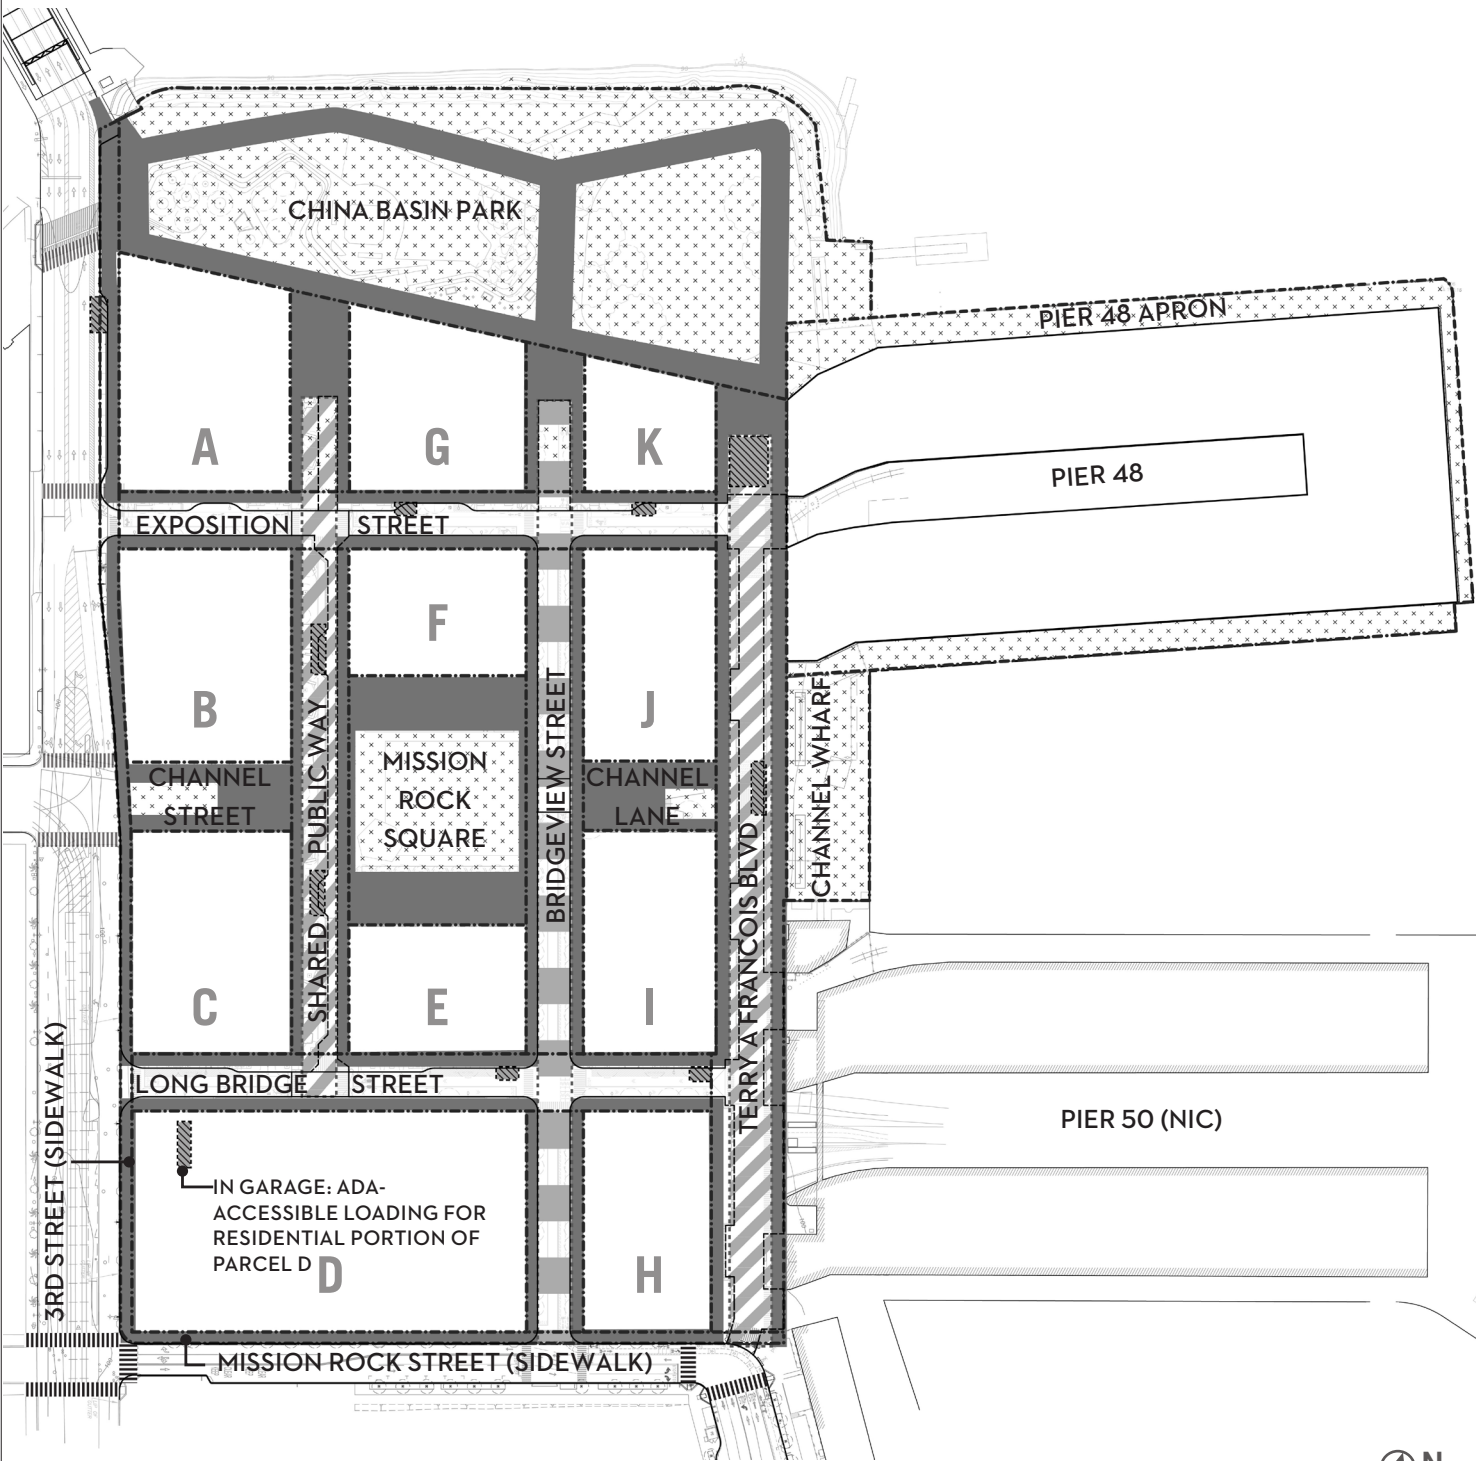 CHINA BASIN PARK
PIER 48 APRON
A
G
K
PIER 48
EXPOSITION STREET
F
B
J
SHARED PUBLIC WAY
BRIDGEVIEW STREET
TERRY A FRANCOIS BLVD
CHANNEL WHARF
CHANNEL
STREET
MISSION
ROCK
SQUARE
CHANNEL
LANE
C
E
I
3RD STREET (SIDEWALK)
LONG BRIDGE STREET
PIER 50 (NIC)
IN GARAGE: ADA-
ACCESSIBLE LOADING FOR
RESIDENTIAL PORTION OF
PARCEL D
D
H
MISSION ROCK STREET (SIDEWALK)
N